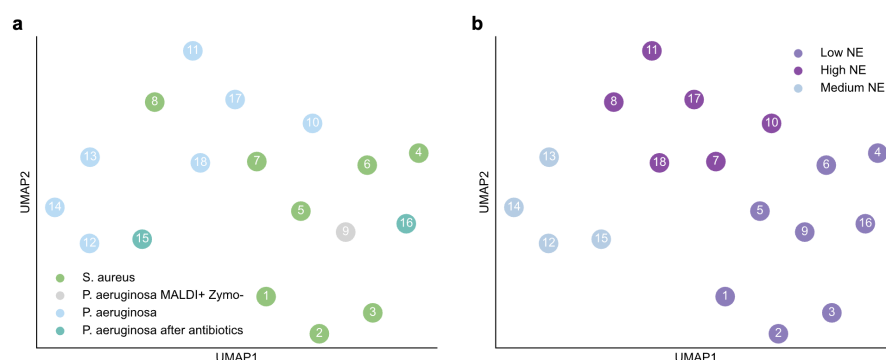 a
b
11
8
17
10
13
18
7
6
4
14
5
16
9
12
15
1
3
2
UMAP2
UMAP1
S. aureus
P. aeruginosa MALDI+ Zymo-
P. aeruginosa
P. aeruginosa after antibiotics
11
8
17
10
13
18
7
6
4
14
5
16
9
12
15
1
3
2
UMAP2
UMAP1
Low NE
High NE
Medium NE